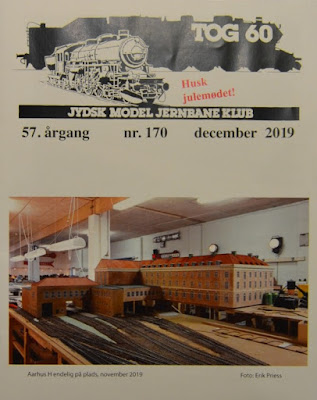 TOG 60
Husk
julemødet!
JYDSK MODEL JERNBANE KLUB
57. årgang nr. 170 december 2019
Aarhus H endelig på plads, november 2019 Foto: Erik Priess